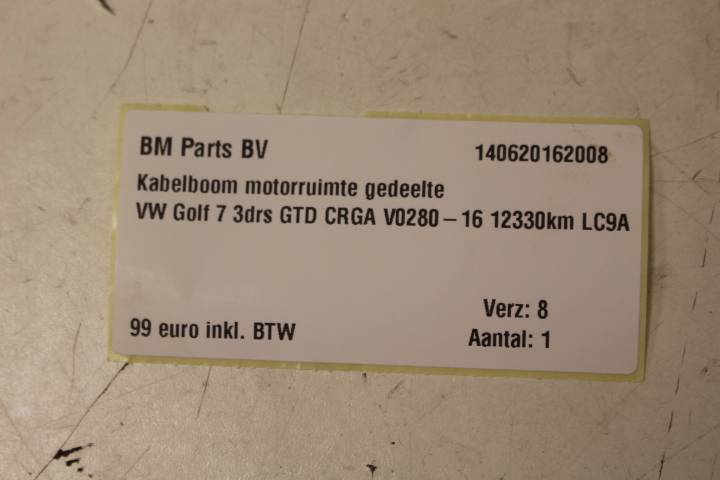 BM Parts BV 140620162008
Kabelboom motorruimte gedeelte
VW Golf 7 3drs GTD CRGA V0280-16 12330km LC9A
Verz: 8
99 euro inkl. BTW Aantal: 1